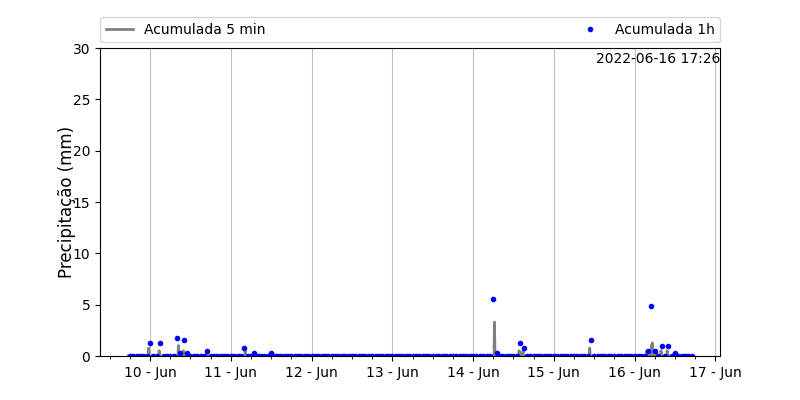 Acumulada 5 min
Acumulada 1h
2022-06-16 17:26
Precipitação (mm)
30
25
20
15
10
5
0
10 - Jun
11 - Jun
12 - Jun
13 - Jun
14 - Jun
15 - Jun
16 - Jun
17 - Jun